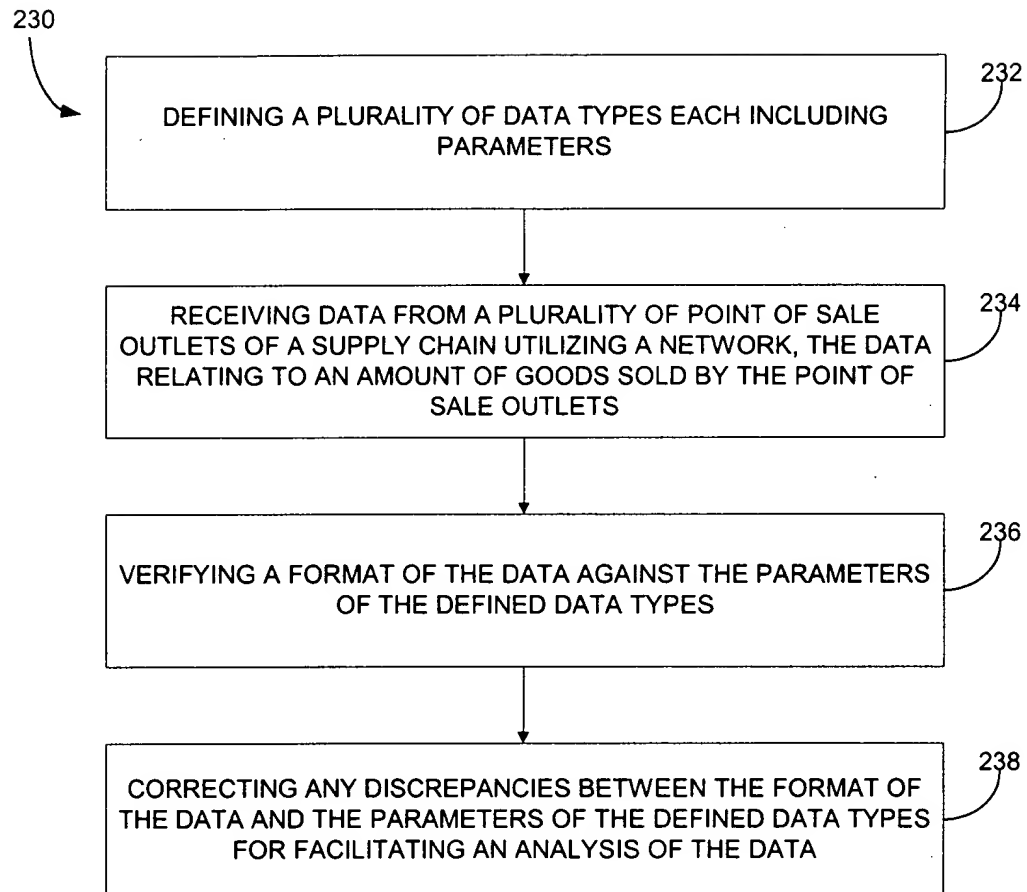 230
232
DEFINING A PLURALITY OF DATA TYPES EACH INCLUDING
PARAMETERS
234
RECEIVING DATA FROM A PLURALITY OF POINT OF SALE
OUTLETS OF A SUPPLY CHAIN UTILIZING A NETWORK, THE DATA
RELATING TO AN AMOUNT OF GOODS SOLD BY THE POINT OF
SALE OUTLETS
236
VERIFYING A FORMAT OF THE DATA AGAINST THE PARAMETERS
OF THE DEFINED DATA TYPES
238
CORRECTING ANY DISCREPANCIES BETWEEN THE FORMAT OF
THE DATA AND THE PARAMETERS OF THE DEFINED DATA TYPES
FOR FACILITATING AN ANALYSIS OF THE DATA